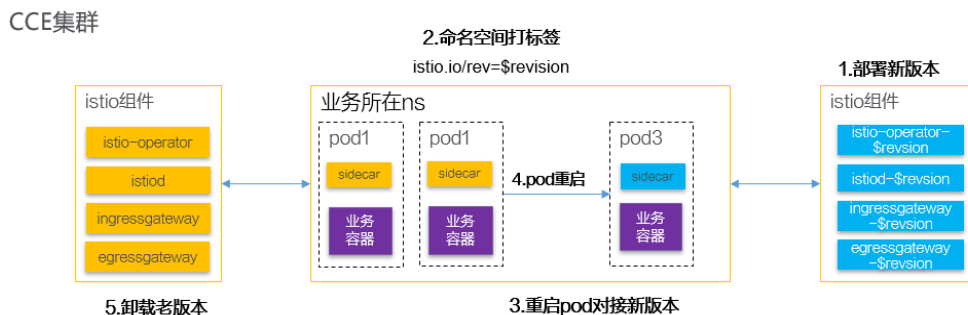 CCE集群
2.命名空间打标签
istio.io/rev=$revision
1.部署新版本
istio组件
istio-operator
istiod
ingressgateway
egressgateway
5.卸载老版本
业务所在ns
pod1
sidecar
业务
容器
pod1
sidecar
业务
容器
4.pod重启
pod3
sidecar
业务
容器
3.重启pod对接新版本
istio组件
istio-operator-
$revsion
istiod-$revsion
ingressgateway
-$revsion
egressgateway
-$revsion